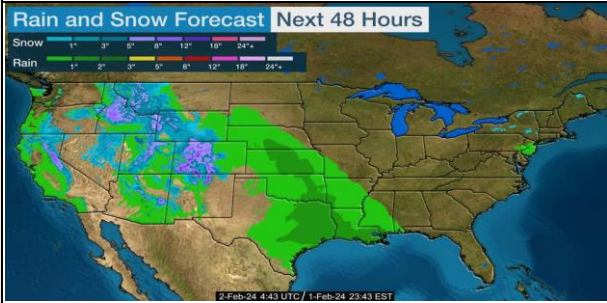 Rain and Snow Forecast Next 48 Hours
Snow
1" 3" 5" 8" 12" 18" 24"+
Rain
1" 2" 3" 5" 8" 12" 18" 24"+
2-Feb-24 4:43 UTC / 1-Feb-24 23:43 EST